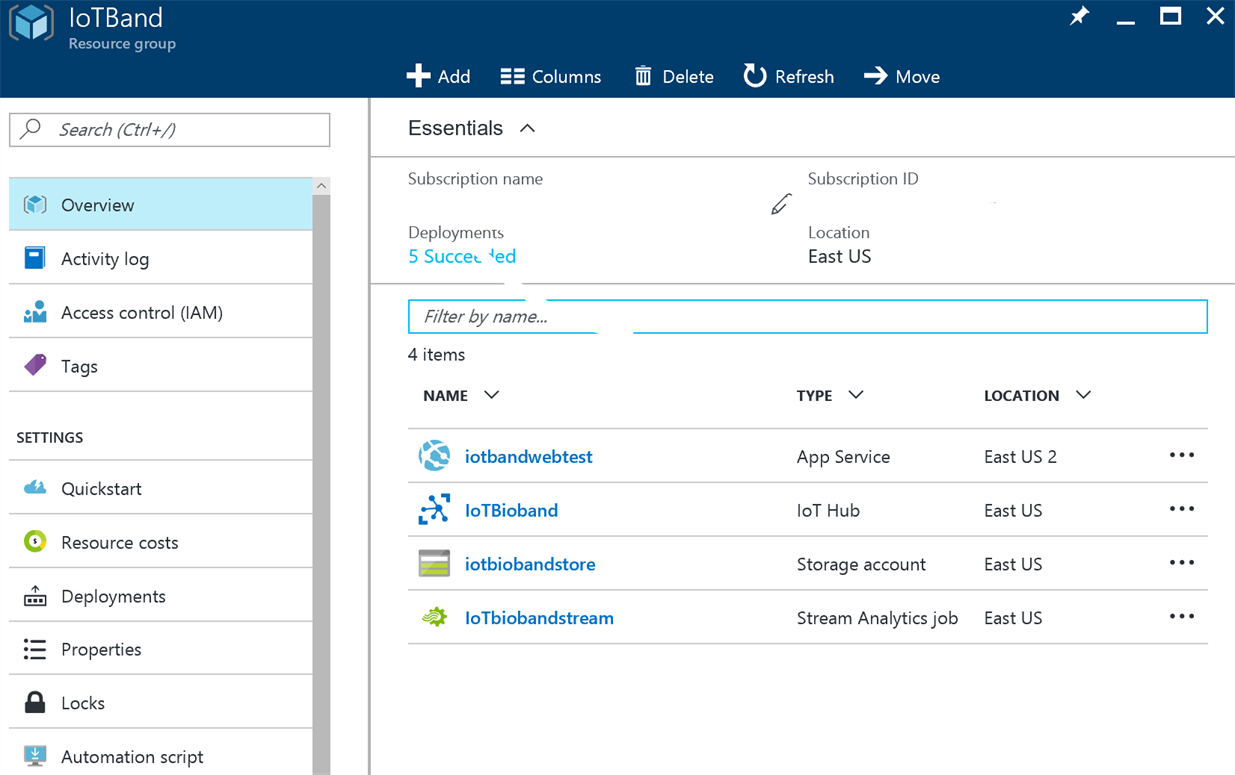 IoTBand
Resource group
Add Columns Delete Refresh Move
Search (Ctrl+/)
Overview
Activity log
Access control (IAM)
Tags
SETTINGS
Quickstart
Resource costs
Deployments
Properties
Locks
Automation script
Essentials
Subscription name
Subscription ID
Deployments
5 Succeeded
Location
East US
Filter by name...
4 items
NAME TYPE LOCATION
iotbandwebtest App Service East US 2
IoTBioband IoT Hub East US
iotbiobandstore Storage account East US
IoTbiobandstream Stream Analytics job East US